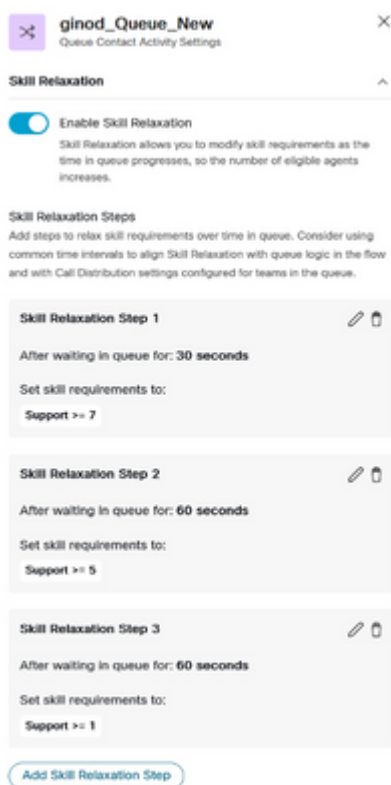 ginod_Queue_New
Queue Contact Activity Settings
Skill Relaxation
Enable Skill Relaxation
Skill Relaxation allows you to modify skill requirements as the
time in queue progresses, so the number of eligible agents
increases.
Skill Relaxation Steps
Add steps to relax skill requirements over time in queue. Consider using
common time intervals to align Skill Relaxation with queue logic in the flow
and with Call Distribution settings configured for teams in the queue.
Skill Relaxation Step 1
After waiting in queue for: 30 seconds
Set skill requirements to:
Support >= 7
Skill Relaxation Step 2
After waiting in queue for: 60 seconds
Set skill requirements to:
Support >= 5
Skill Relaxation Step 3
After waiting in queue for: 60 seconds
Set skill requirements to:
Support >= 1
Add Skill Relaxation Step